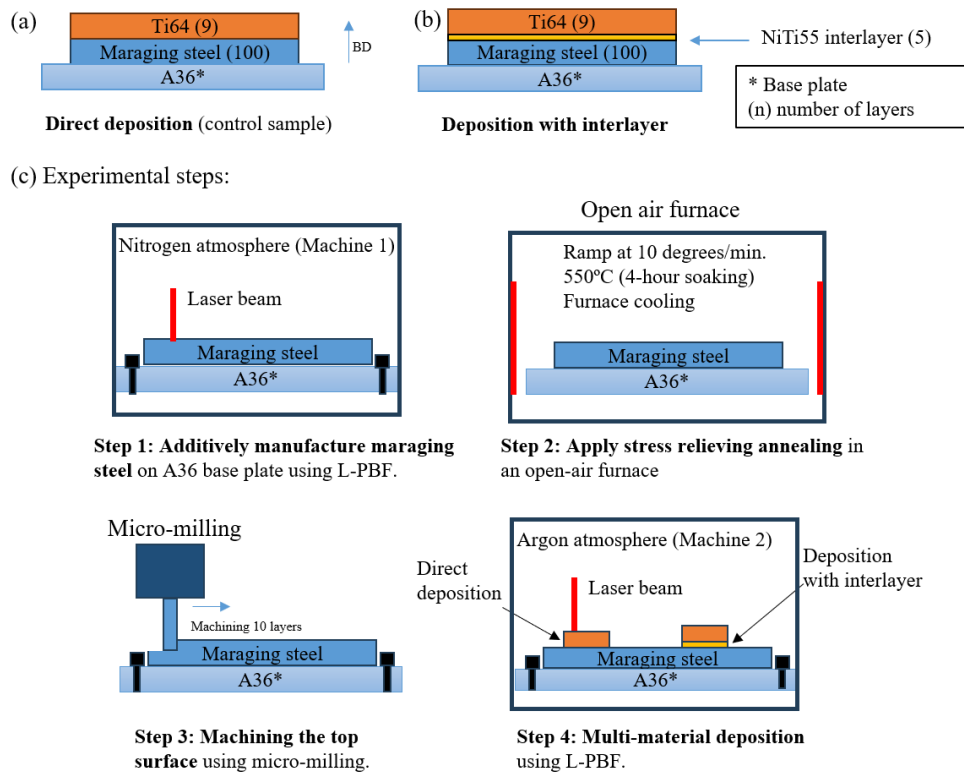 (a)
Ti64 (9)
Maraging steel (100)
A36*
BD
Direct deposition (control sample)
(b)
Ti64 (9)
Maraging steel (100)
A36*
NiTi55 interlayer (5)
Deposition with interlayer
* Base plate
(n) number of layers
(c) Experimental steps:
Nitrogen atmosphere (Machine 1)
Laser beam
Maraging steel
A36*
Step 1: Additively manufacture maraging
steel on A36 base plate using L-PBF.
Open air furnace
Ramp at 10 degrees/min.
550ºC (4-hour soaking)
Furnace cooling
Maraging steel
A36*
Step 2: Apply stress relieving annealing in
an open-air furnace
Micro-milling
Machining 10 layers
Maraging steel
A36*
Step 3: Machining the top
surface using micro-milling.
Argon atmosphere (Machine 2)
Direct
deposition
Laser beam
Deposition
with interlayer
Maraging steel
A36*
Step 4: Multi-material deposition
using L-PBF.